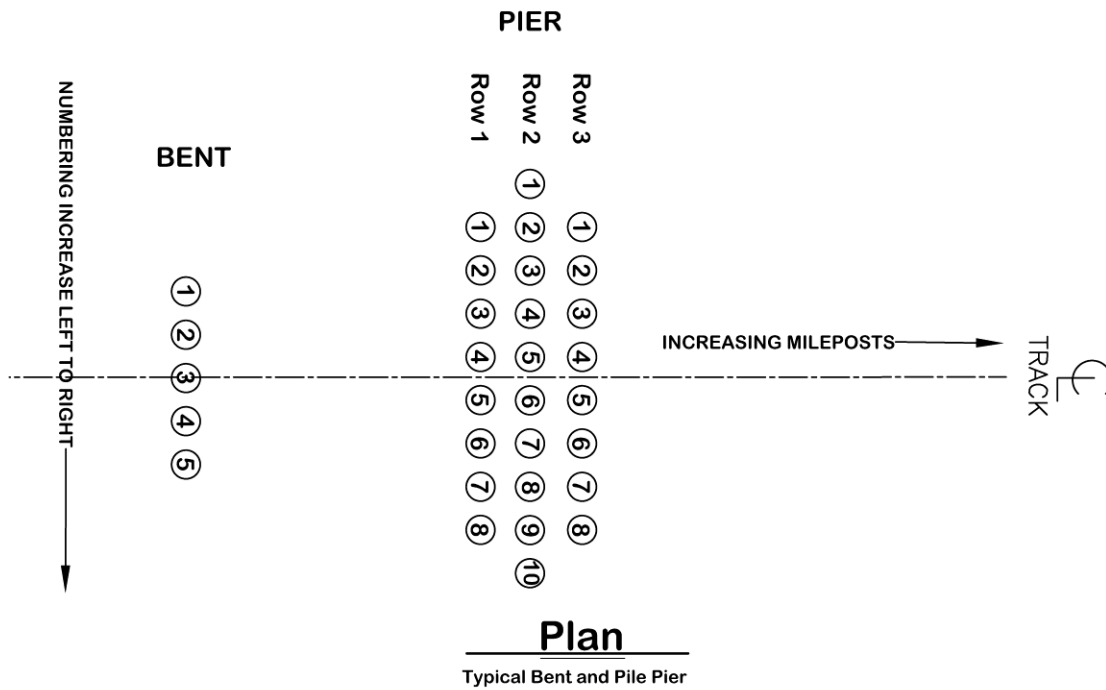 PIER
Row 1
Row 2
Row 3
NUMBERING INCREASE LEFT TO RIGHT
BENT
1
2
3
4
5
1
2
3
4
5
6
7
8
1
2
3
4
5
6
7
8
9
10
1
2
3
4
5
6
7
8
INCREASING MILEPOSTS
TRACK
CL
Plan
Typical Bent and Pile Pier